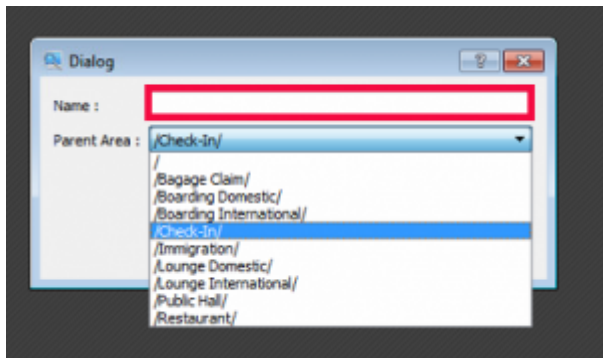 Dialog
Name :
Parent Area : /Check-In/
/
/Bagage Claim/
/Boarding Domestic/
/Boarding International/
/Check-In/
/Immigration/
/Lounge Domestic/
/Lounge International/
/Public Hall/
/Restaurant/